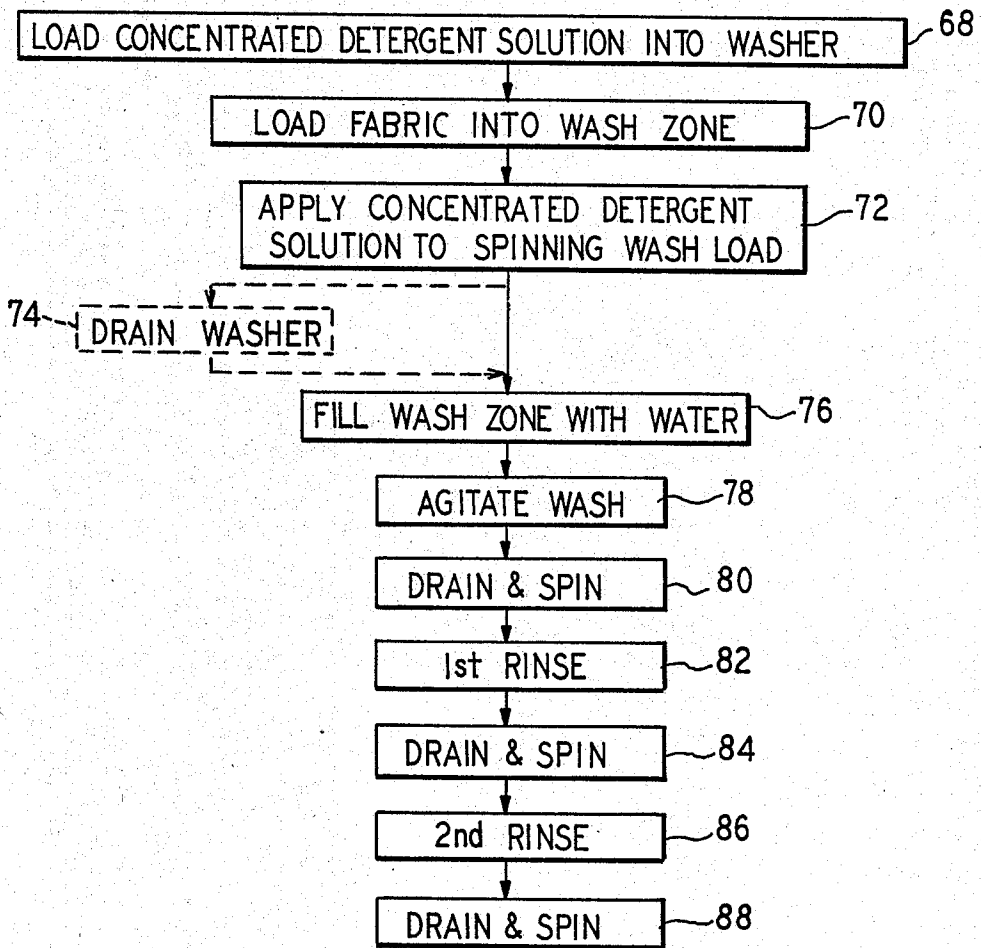 LOAD CONCENTRATED DETERGENT SOLUTION INTO WASHER 68
LOAD FABRIC INTO WASH ZONE 70
APPLY CONCENTRATED DETERGENT 72
SOLUTION TO SPINNING WASH LOAD
74 DRAIN WASHER
FILL WASH ZONE WITH WATER 76
AGITATE WASH 78
DRAIN & SPIN 80
1st RINSE 82
DRAIN & SPIN 84
2nd RINSE 86
DRAIN & SPIN 88